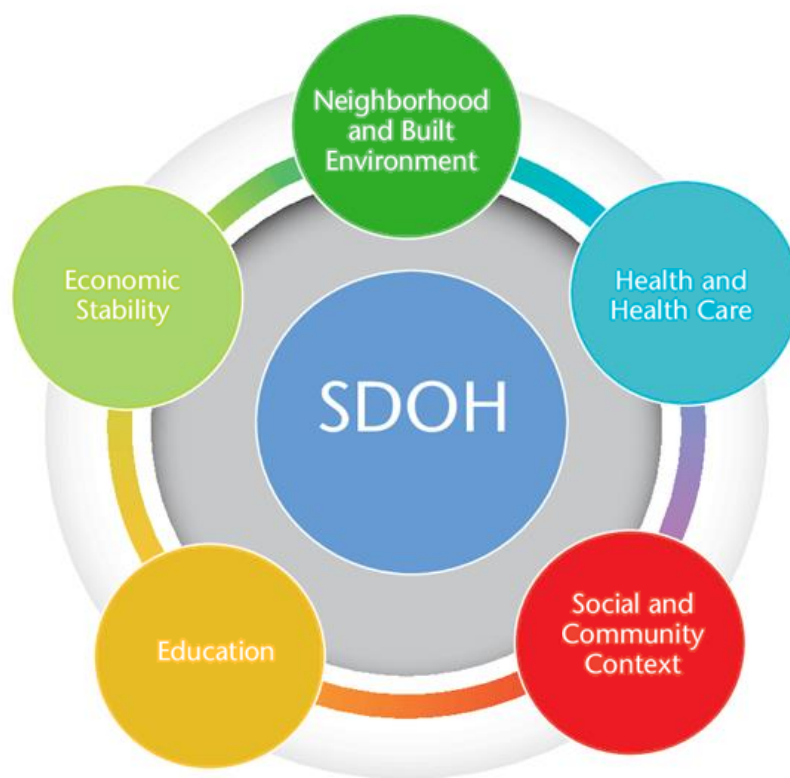 Neighborhood
and Built
Environment
Economic
Stability
Health and
Health Care
SDOH
Education
Social and
Community
Context